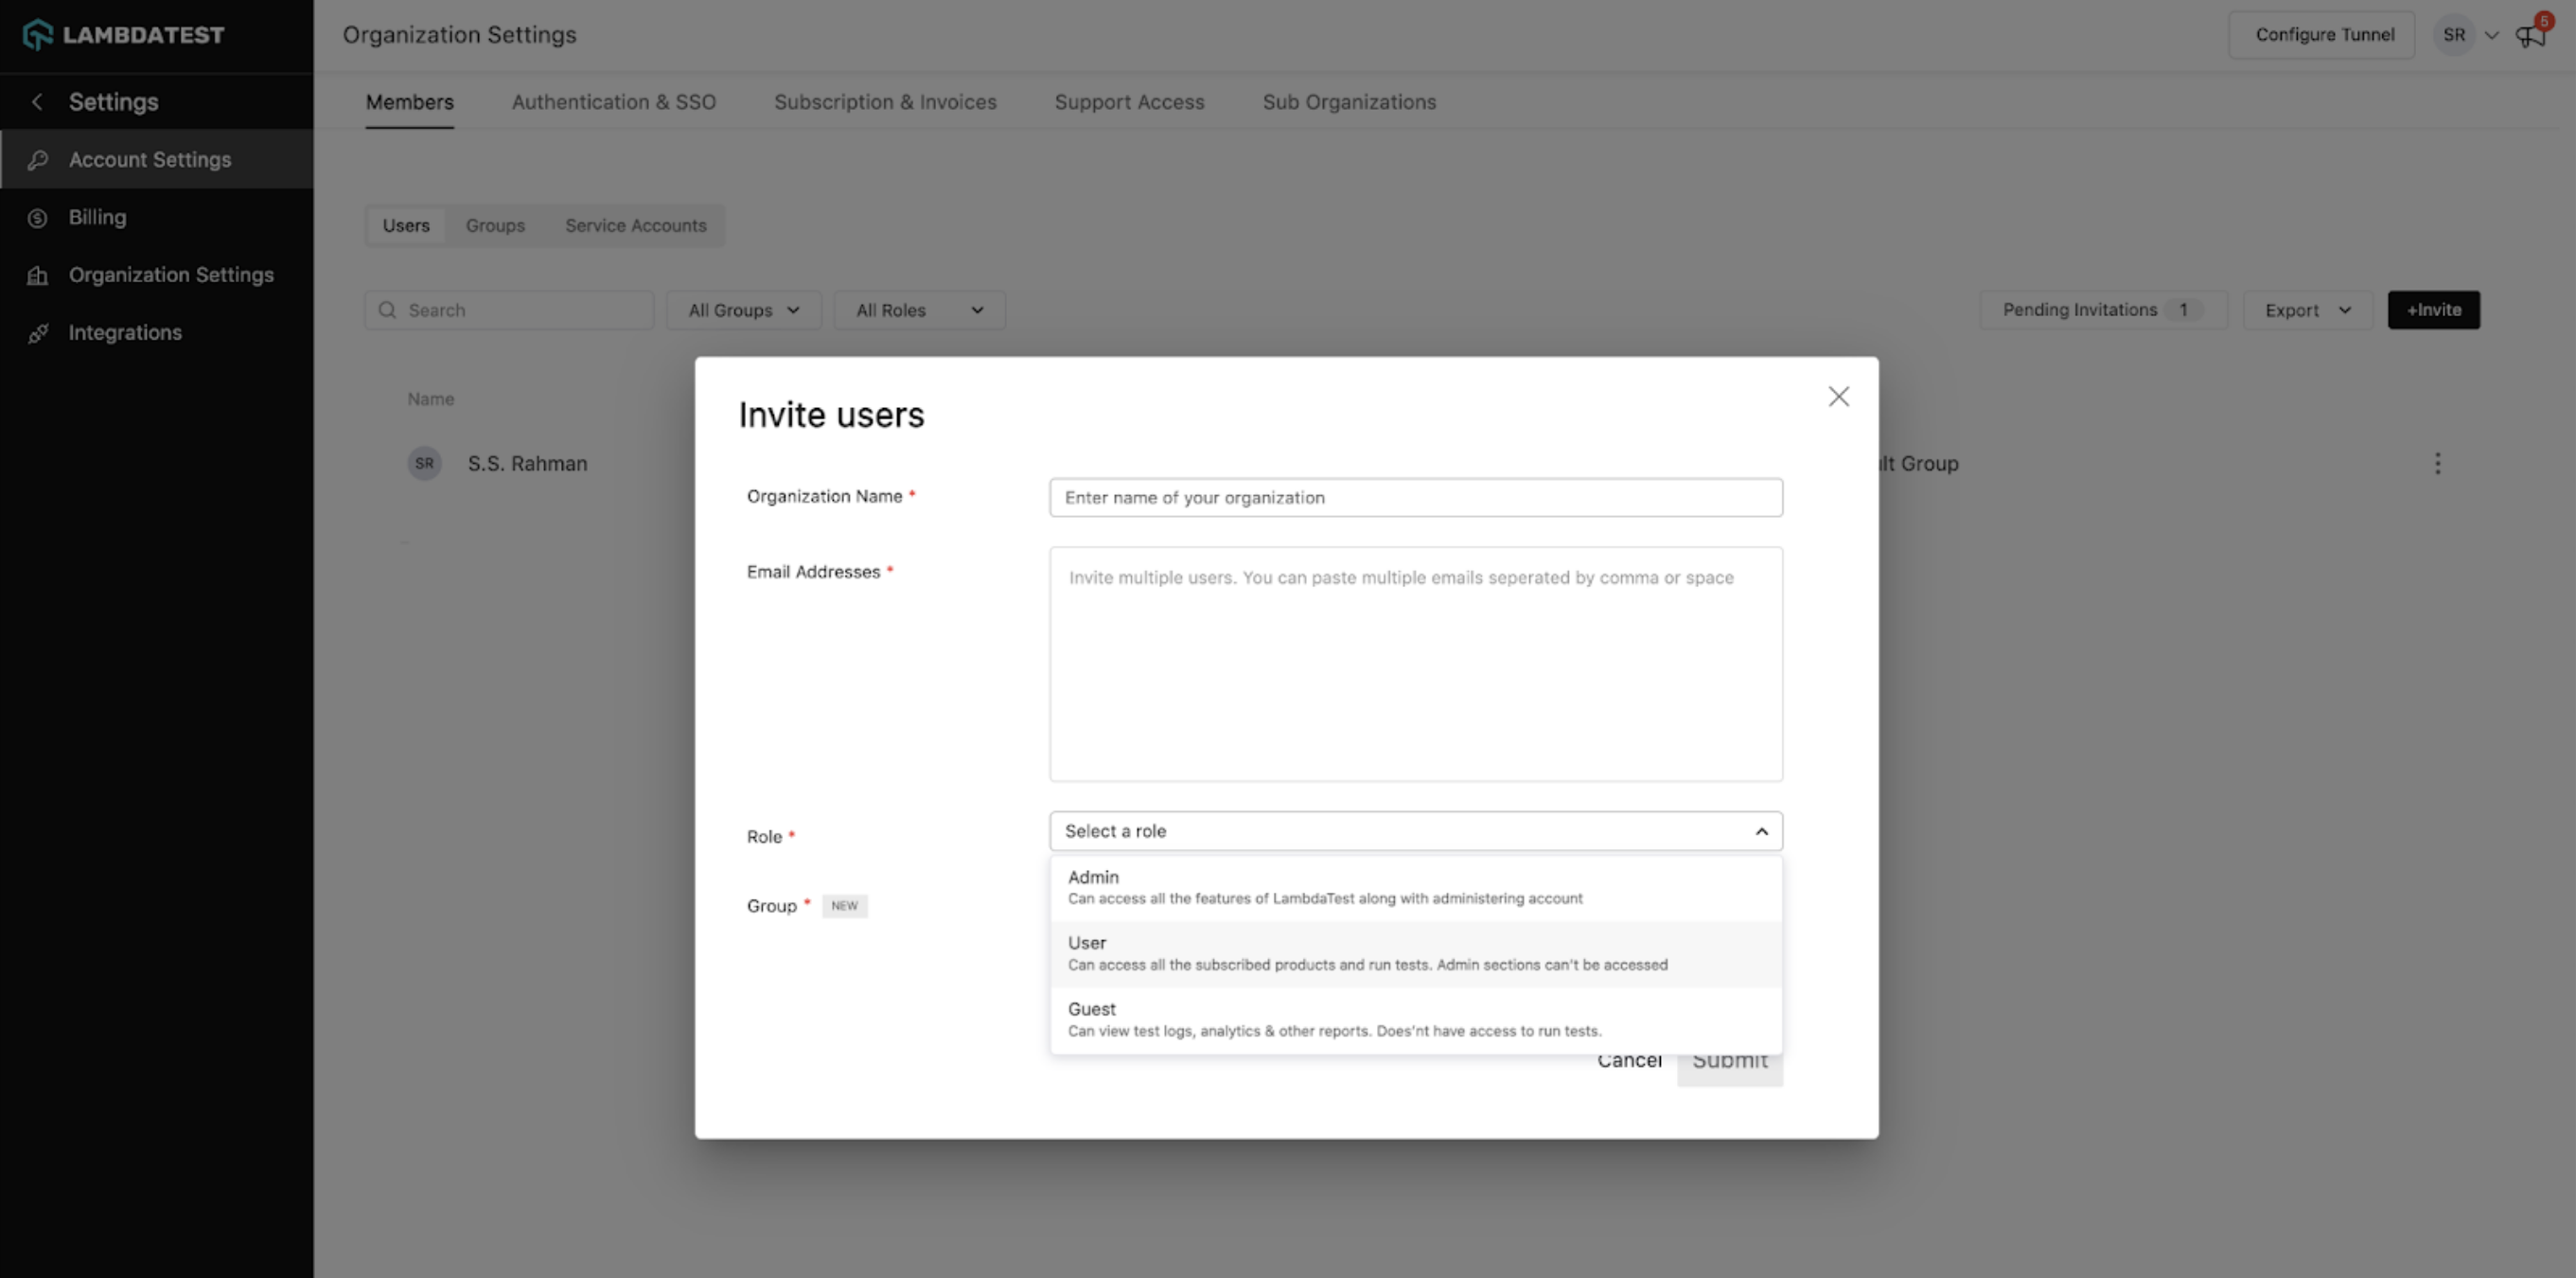 LAMBDATEST
Organization Settings
Configure Tunnel
SR
5
Settings
Members
Authentication & SSO
Subscription & Invoices
Support Access
Sub Organizations
Account Settings
Billing
Users
Groups
Service Accounts
Organization Settings
Search
All Groups
All Roles
Pending Invitations 1
Export
+Invite
Integrations
Name
Invite users
SR
S.S. Rahman
ult Group
Organization Name *
Enter name of your organization
Email Addresses *
Invite multiple users. You can paste multiple emails seperated by comma or space
Role *
Select a role
Admin
Can access all the features of LambdaTest along with administering account
Group * NEW
User
Can access all the subscribed products and run tests. Admin sections can't be accessed
Guest
Can view test logs, analytics & other reports. Does'nt have access to run tests.
Cancel
Submit